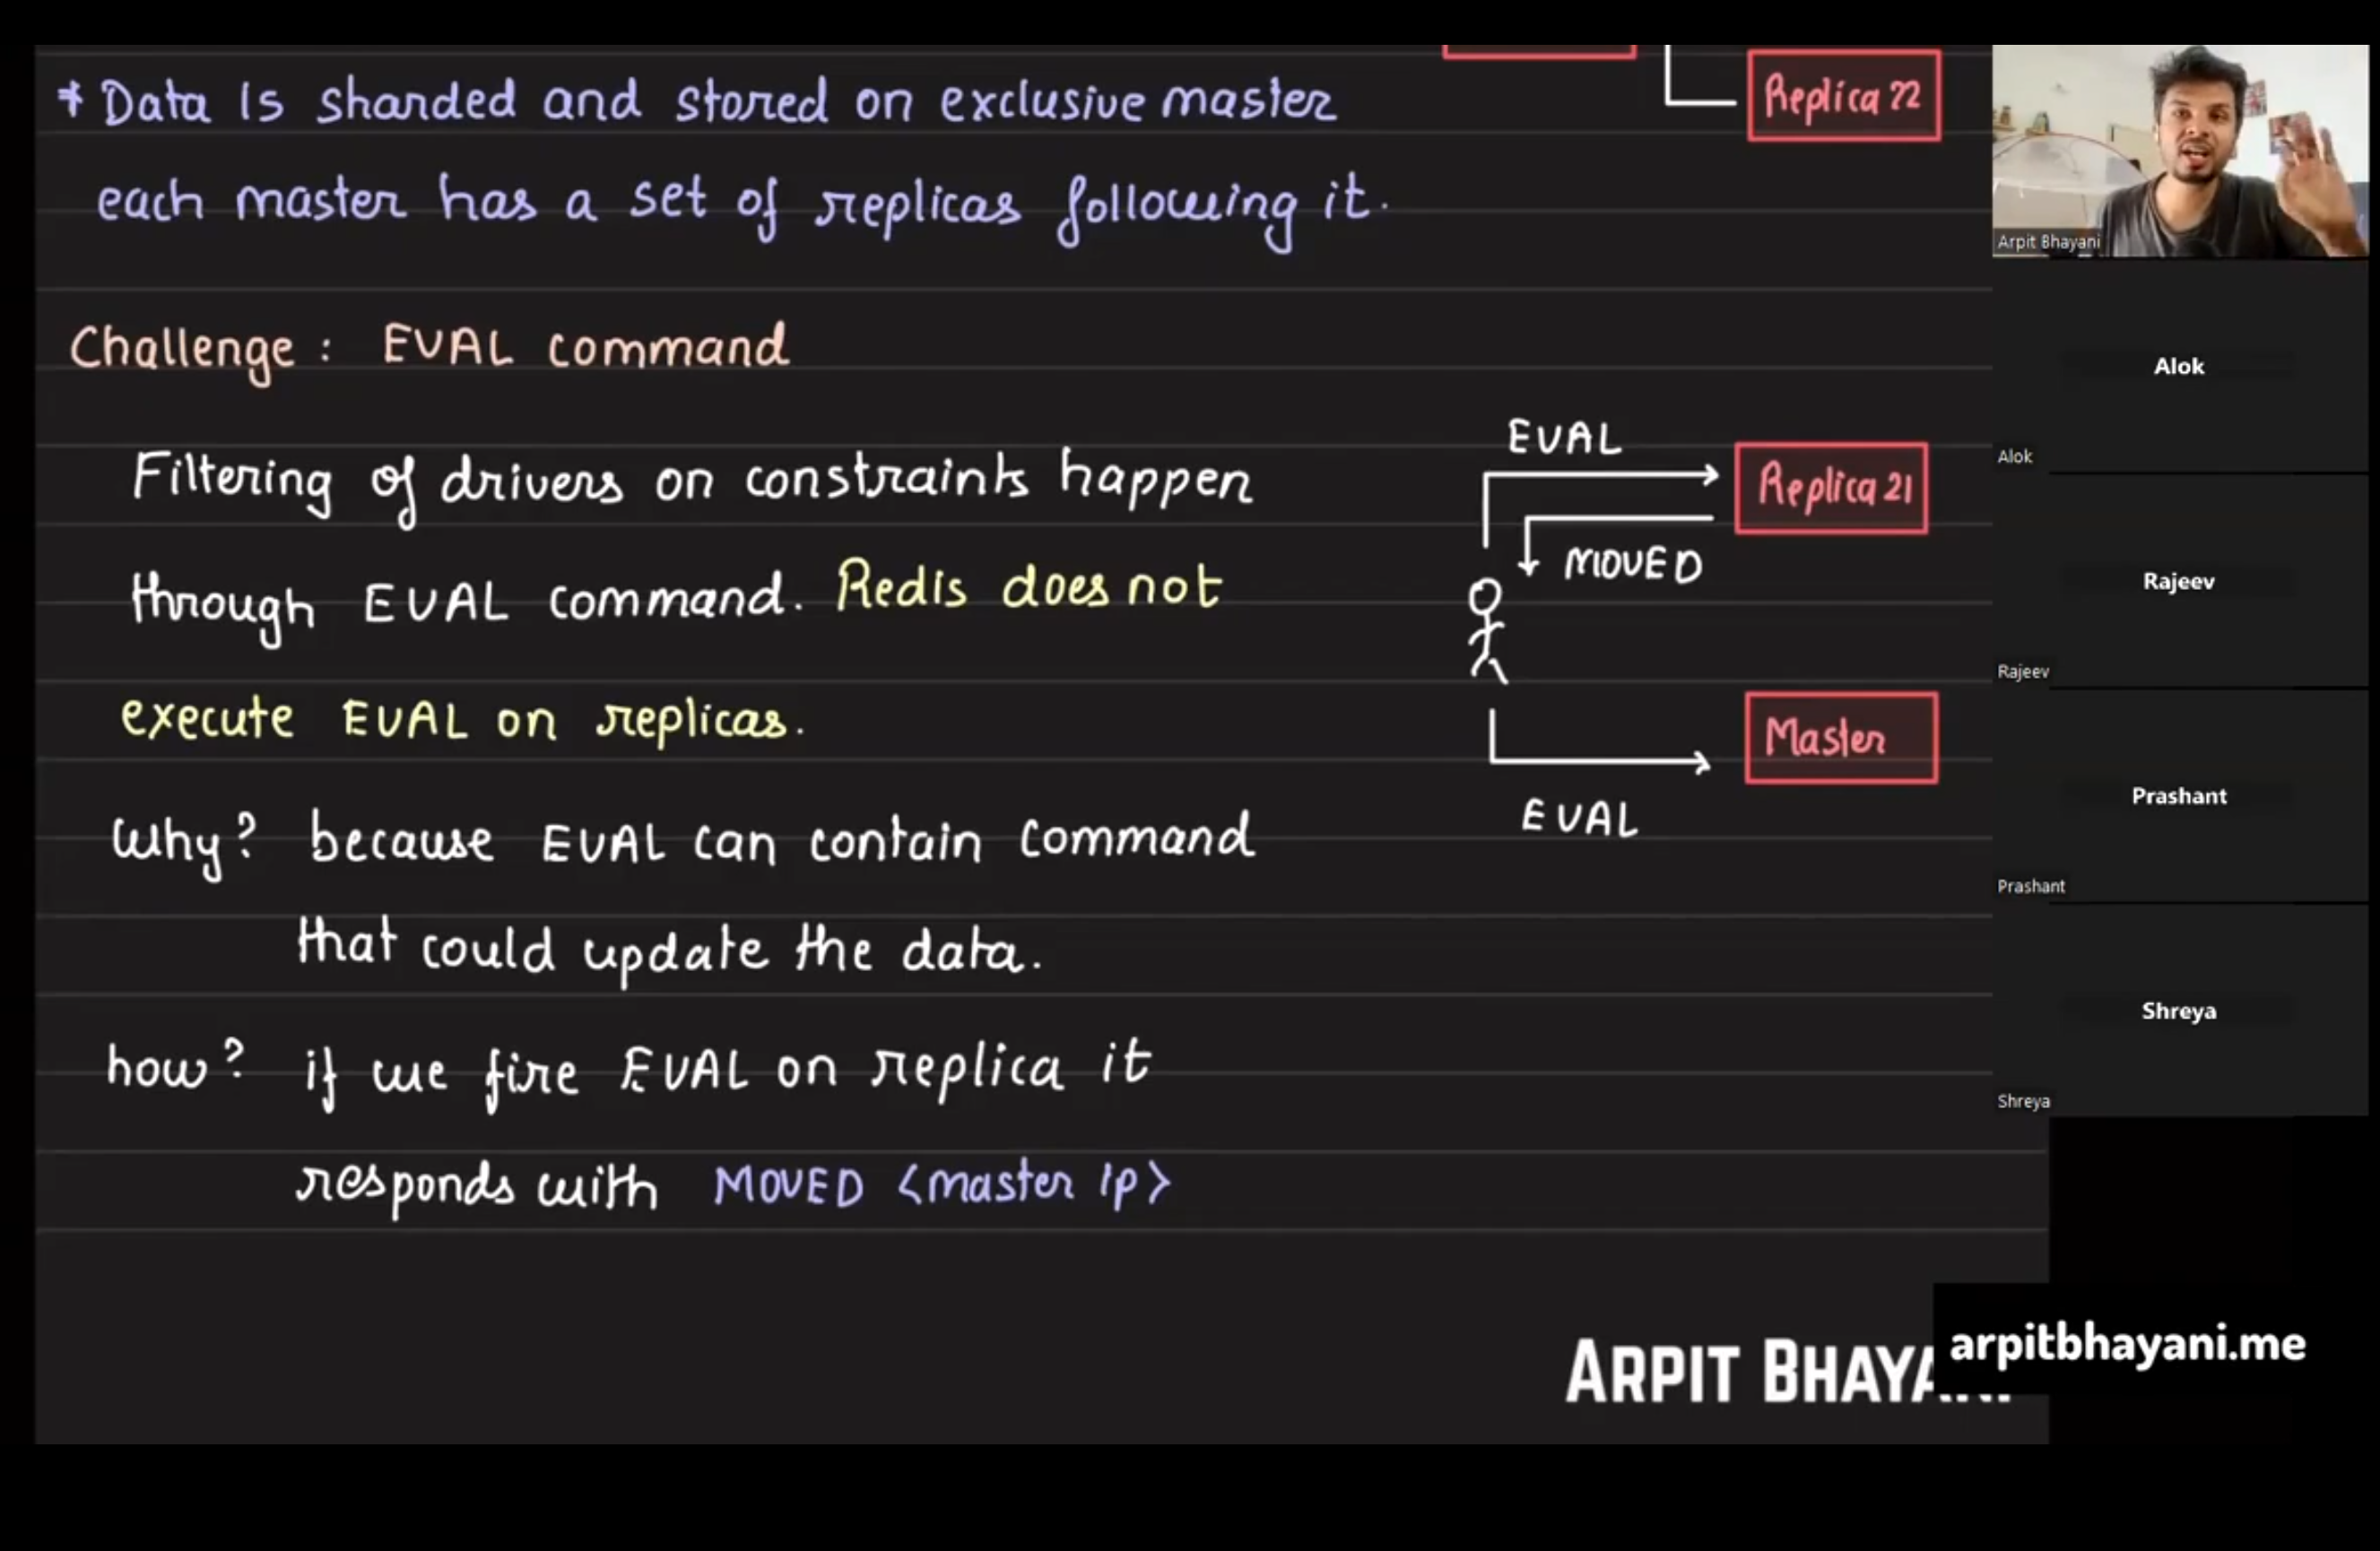 Replica 22
* Data is sharded and stored on exclusive master
each master has a set of replicas following it.
Challenge : EVAL command
Filtering of drivers on constraints happen
through EVAL command. Redis does not
execute EVAL on replicas.
Why? because EVAL can contain command
that could update the data.
how? if we fire EVAL on replica it
responds with MOVED <master ip>
EVAL
Replica 21
MOVED
Master
EVAL
Arpit Bhayani
Alok
Alok
Rajeev
Rajeev
Prashant
Prashant
Shreya
Shreya
ARPIT
arpitbhayani.me